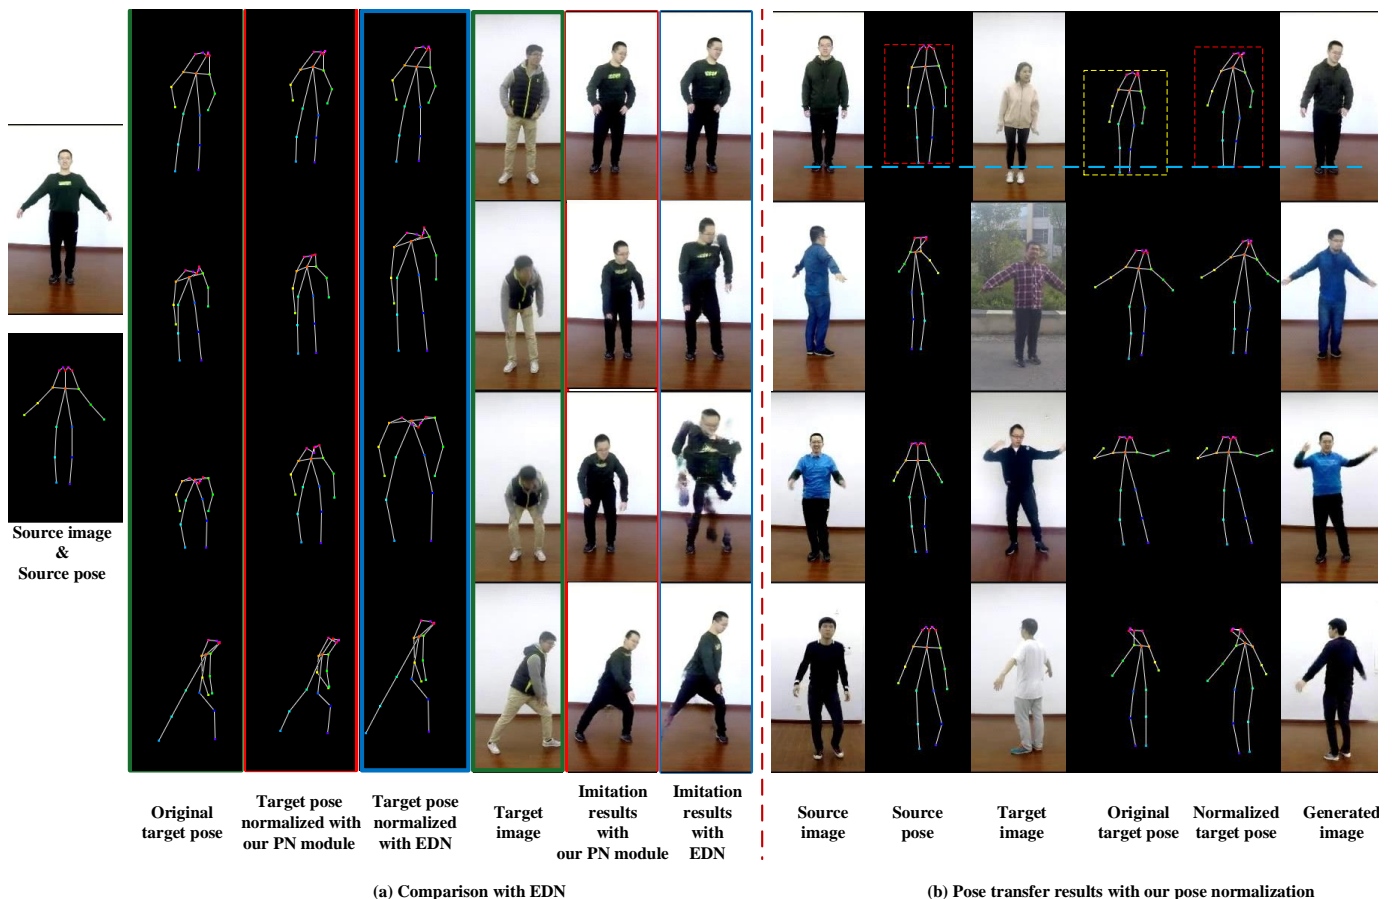 Source image
&
Source pose
Original
target pose
Target pose
normalized with
our PN module
Target pose
normalized
with EDN
Target
image
Imitation
results
with
our PN module
Imitation
results
with
EDN
(a) Comparison with EDN
Source
image
Source
pose
Target
image
Original
target pose
Normalized
target pose
Generated
image
(b) Pose transfer results with our pose normalization